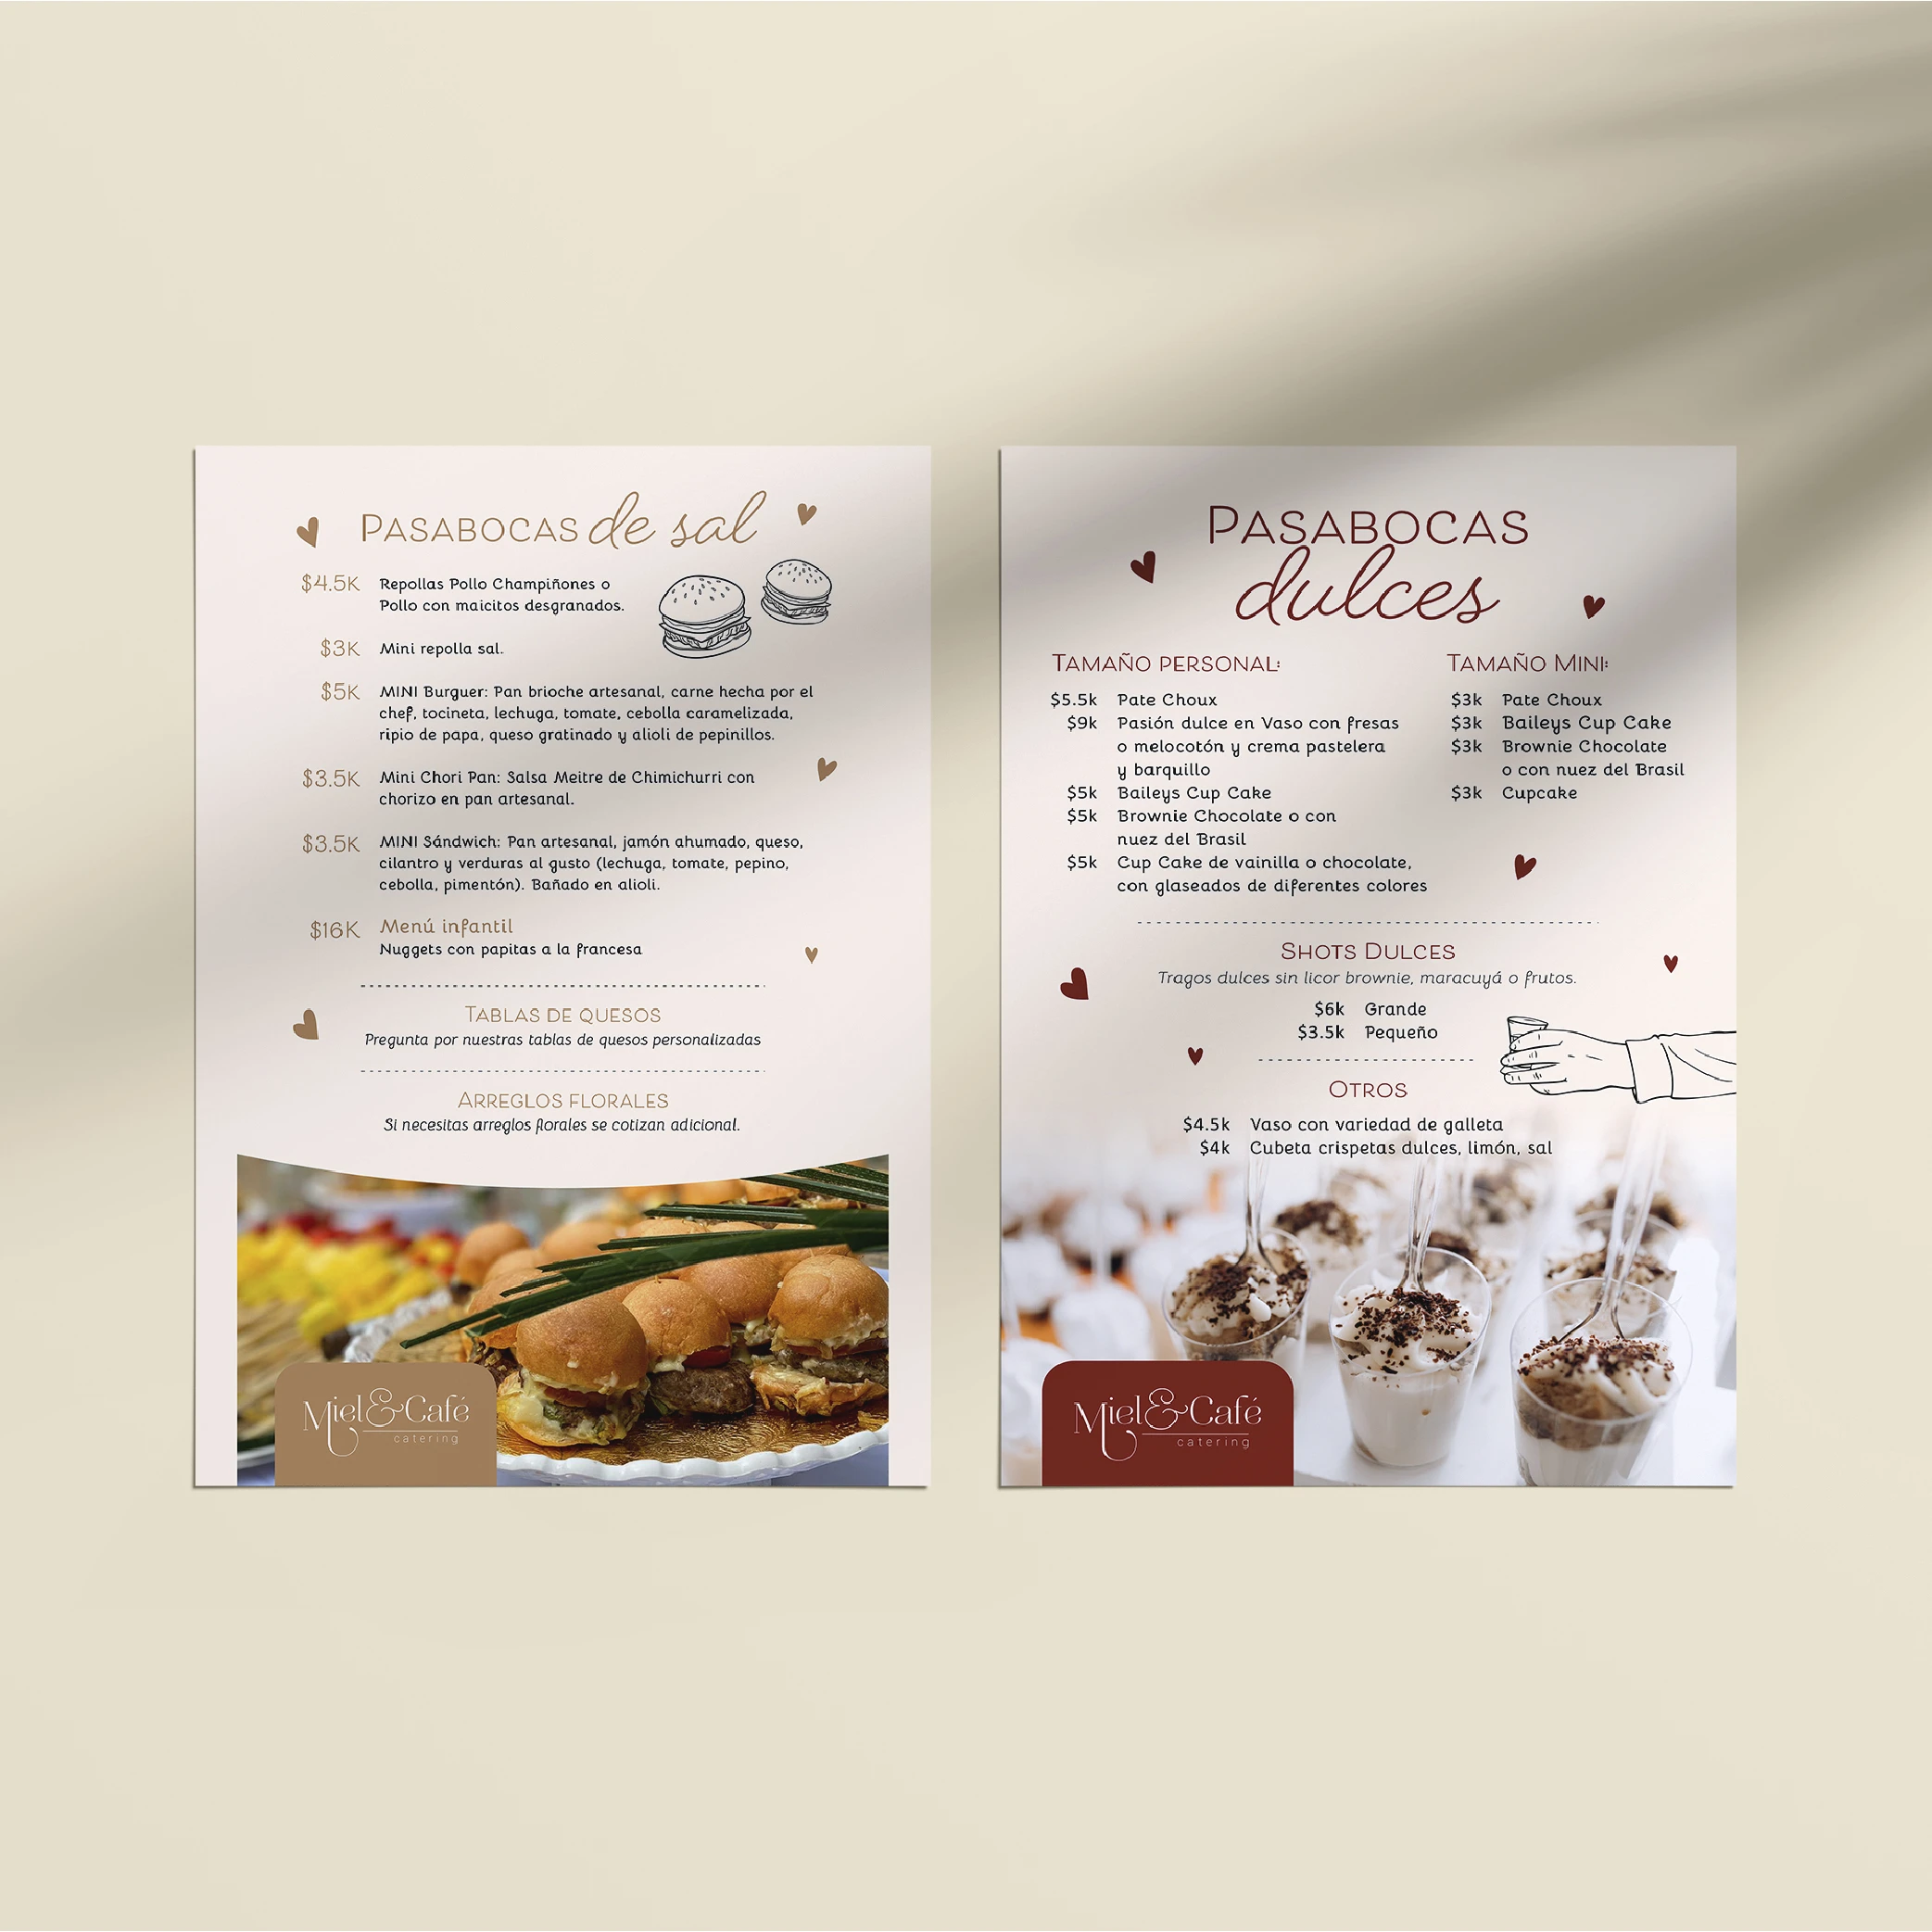 PASABOCAS de sal
$4.5K Repollas Pollo Champiñones o
Pollo con maicitos desgranados.
$3K Mini repolla sal.
$5K MINI Burguer: Pan brioche artesanal, carne hecha por el
chef, tocineta, lechuga, tomate, cebolla caramelizada,
ripio de papa, queso gratinado y alioli de pepinillos.
$3.5K Mini Chori Pan: Salsa Meitre de Chimichurri con
chorizo en pan artesanal.
$3.5K MINI Sándwich: Pan artesanal, jamón ahumado, queso,
cilantro y verduras al gusto (lechuga, tomate, pepino,
cebolla, pimentón). Bañado en alioli.
$16K Menú infantil
Nuggets con papitas a la francesa
TABLAS DE QUESOS
Pregunta por nuestras tablas de quesos personalizadas
ARREGLOS FLORALES
Si necesitas arreglos florales se cotizan adicional.
Miel&Café
catering
PASABOCAS
dulces
TAMAÑO PERSONAL:
$5.5k Pate Choux
$9k Pasión dulce en Vaso con fresas
o melocotón y crema pastelera
y barquillo
$5k Baileys Cup Cake
$5k Brownie Chocolate o con
nuez del Brasil
$5k Cup Cake de vainilla o chocolate,
con glaseados de diferentes colores
TAMAÑO MINI:
$3k Pate Choux
$3k Baileys Cup Cake
$3k Brownie Chocolate
o con nuez del Brasil
$3k Cupcake
SHOTS DULCES
Tragos dulces sin licor brownie, maracuyá o frutos.
$6k Grande
$3.5k Pequeño
OTROS
$4.5k Vaso con variedad de galleta
$4k Cubeta crispetas dulces, limón, sal
Miel&Café
catering